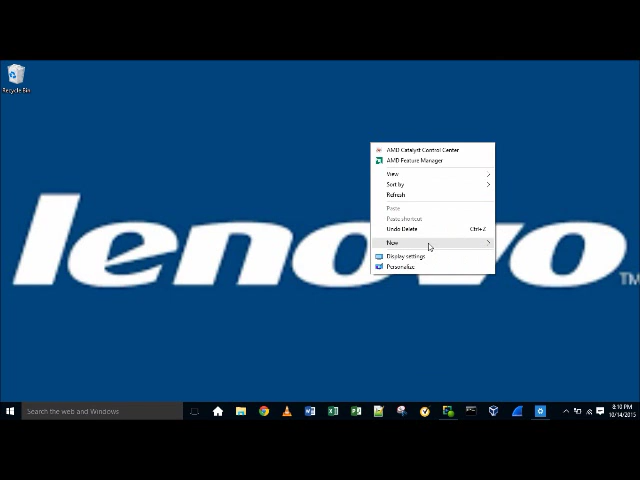 Recycle Bin
lenovo
TM
AMD Catalyst Control Center
AMD Feature Manager
View
Sort by
Refresh
Paste
Paste shortcut
Undo Delete Ctrl+Z
New
Display settings
Personalize
Search the web and Windows
8:10 PM
10/14/2015